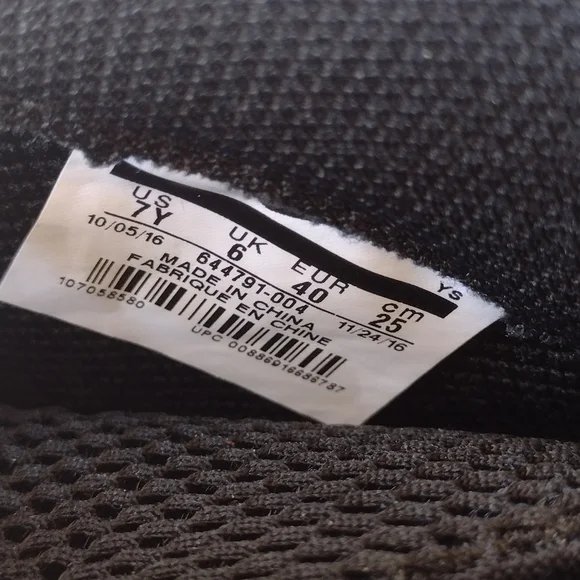 YS
US UK EUR cm
7Y 6 40 25
10/05/16 644791-004 11/24/16
MADE IN CHINA
FABRIQUE EN CHINE
107058580
UPC 00886916686787